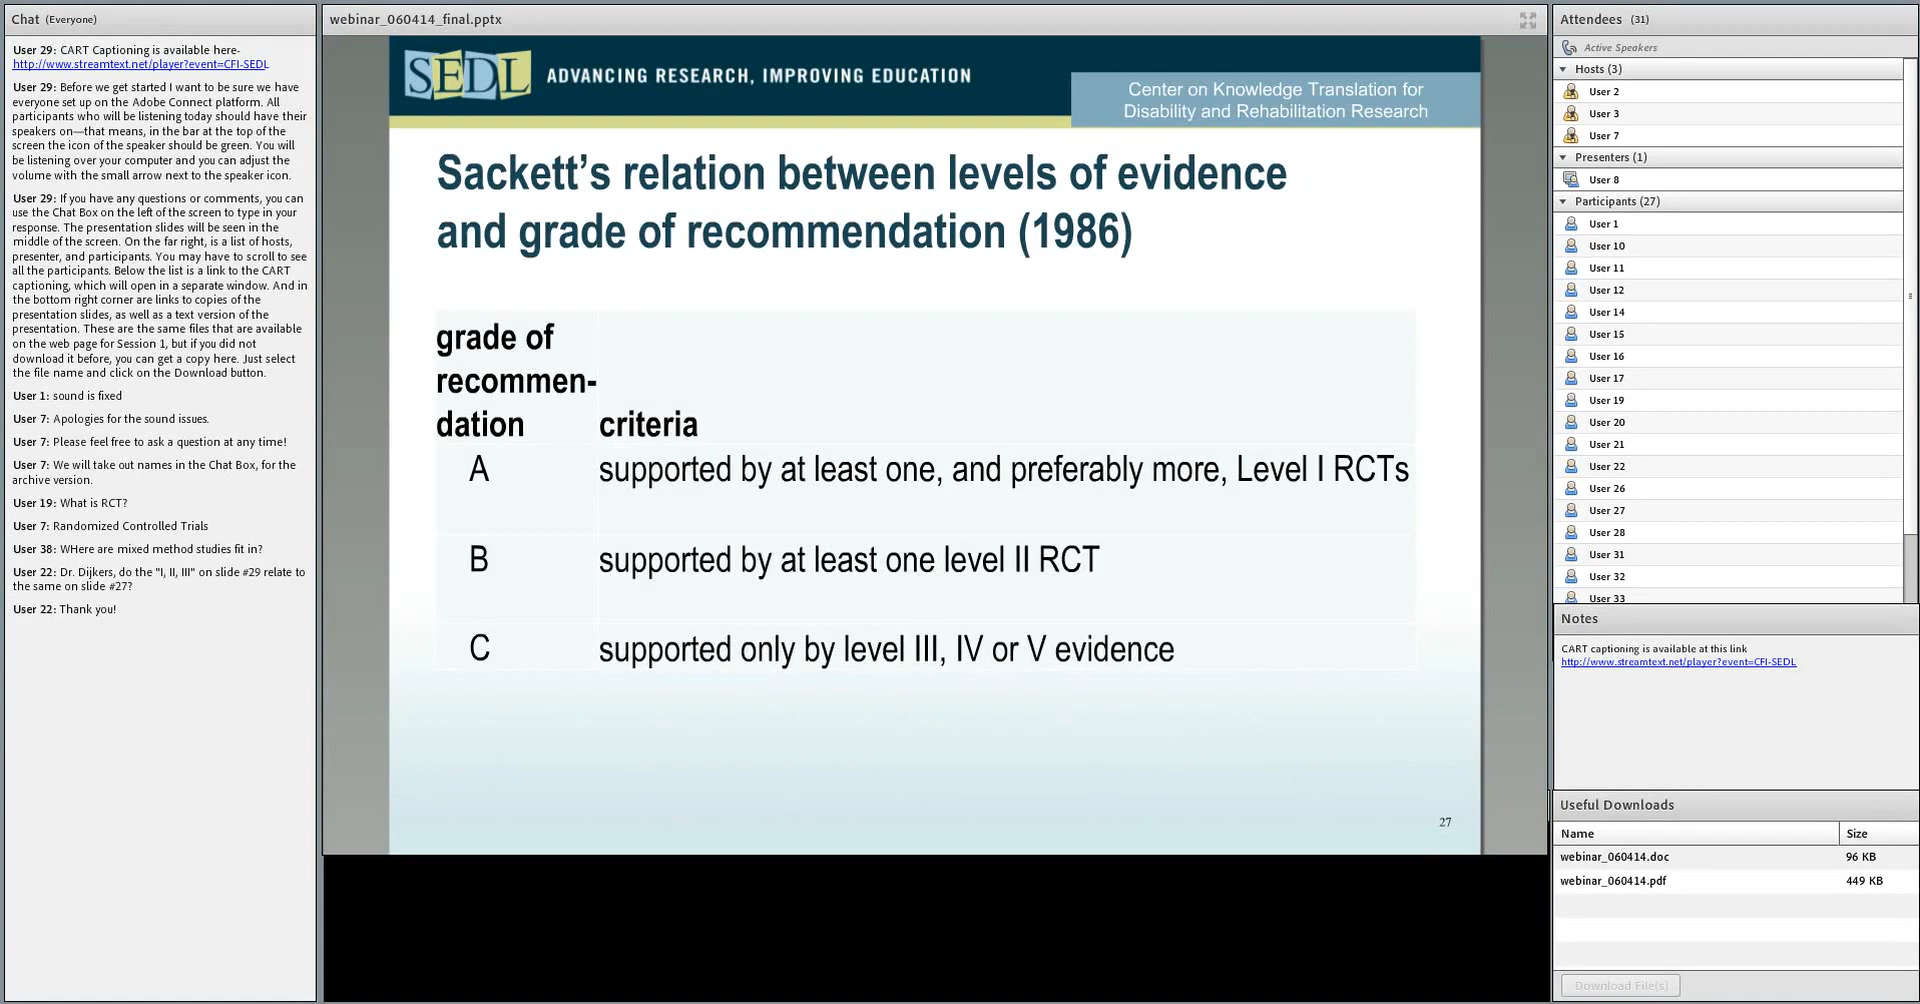 Chat (Everyone)
User 29: CART Captioning is available here-
http://www.streamtext.net/player?event=CFI-SEDL
User 29: Before we get started I want to be sure we have
everyone set up on the Adobe Connect platform. All
participants who will be listening today should have their
speakers on—that means, in the bar at the top of the
screen the icon of the speaker should be green. You will
be listening over your computer and you can adjust the
volume with the small arrow next to the speaker icon.
User 29: If you have any questions or comments, you can
use the Chat Box on the left of the screen to type in your
response. The presentation slides will be seen in the
middle of the screen. On the far right, is a list of hosts,
presenter, and participants. You may have to scroll to see
all the participants. Below the list is a link to the CART
captioning, which will open in a separate window. And in
the bottom right corner are links to copies of the
presentation slides, as well as a text version of the
presentation. These are the same files that are available
on the web page for Session 1, but if you did not
download it before, you can get a copy here. Just select
the file name and click on the Download button.
User 1: sound is fixed
User 7: Apologies for the sound issues.
User 7: Please feel free to ask a question at any time!
User 7: We will take out names in the Chat Box, for the
archive version.
User 19: What is RCT?
User 7: Randomized Controlled Trials
User 38: WHere are mixed method studies fit in?
User 22: Dr. Dijkers, do the "I, II, III" on slide #29 relate to
the same on slide #27?
User 22: Thank you!
webinar_060414_final.pptx
SEDL ADVANCING RESEARCH, IMPROVING EDUCATION
Center on Knowledge Translation for
Disability and Rehabilitation Research
Sackett's relation between levels of evidence
and grade of recommendation (1986)
grade of
recommen-
dation criteria
A supported by at least one, and preferably more, Level I RCTs
B supported by at least one level II RCT
C supported only by level III, IV or V evidence
27
Attendees (31)
Active Speakers
Hosts (3)
User 2
User 3
User 7
Presenters (1)
User 8
Participants (27)
User 1
User 10
User 11
User 12
User 14
User 15
User 16
User 17
User 19
User 20
User 21
User 22
User 26
User 27
User 28
User 31
User 32
User 33
Notes
CART captioning is available at this link
http://www.streamtext.net/player?event=CFI-SEDL
Useful Downloads
Name Size
webinar_060414.doc 96 KB
webinar_060414.pdf 449 KB
Download File(s)